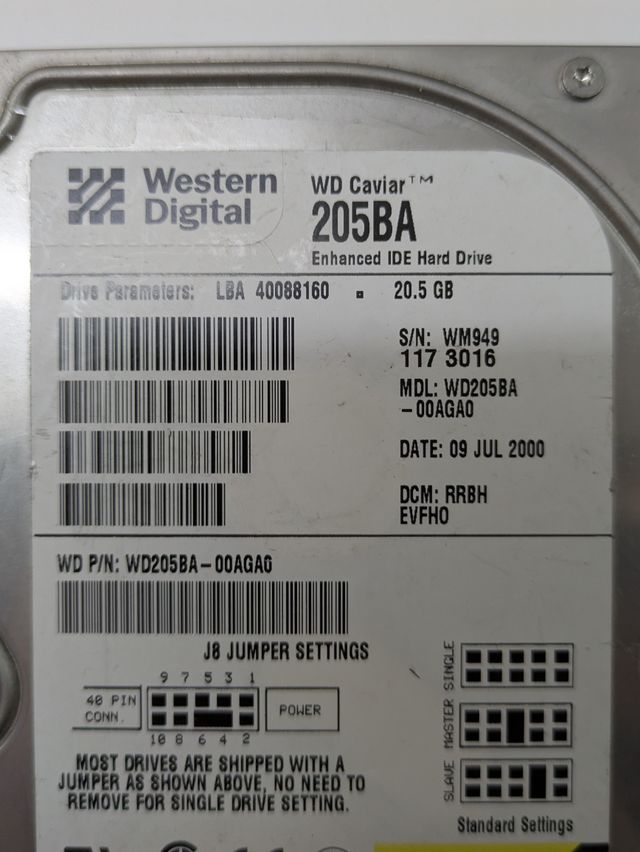 Western
Digital
WD Caiver™
205BA
Enhanced IDE Hard Drive
Drive Parameters: LBA 40088160 ▪ 20.5 GB
S/N: WM949
117 3016
MDL: WD205BA
-00AGA0
DATE: 09 JUL 2000
DCM: RRBH
EVFHO
WD P/N: WD205BA-00AGA0
J8 JUMPER SETTINGS
9 7 5 3 1
40 PIN
CONN.
POWER
10 8 6 4 2
MOST DRIVES ARE SHIPPED WITH A
JUMPER AS SHOWN ABOVE, NO NEED TO
REMOVE FOR SINGLE DRIVE SETTING.
SINGLE
MASTER
SLAVE
Standard Settings